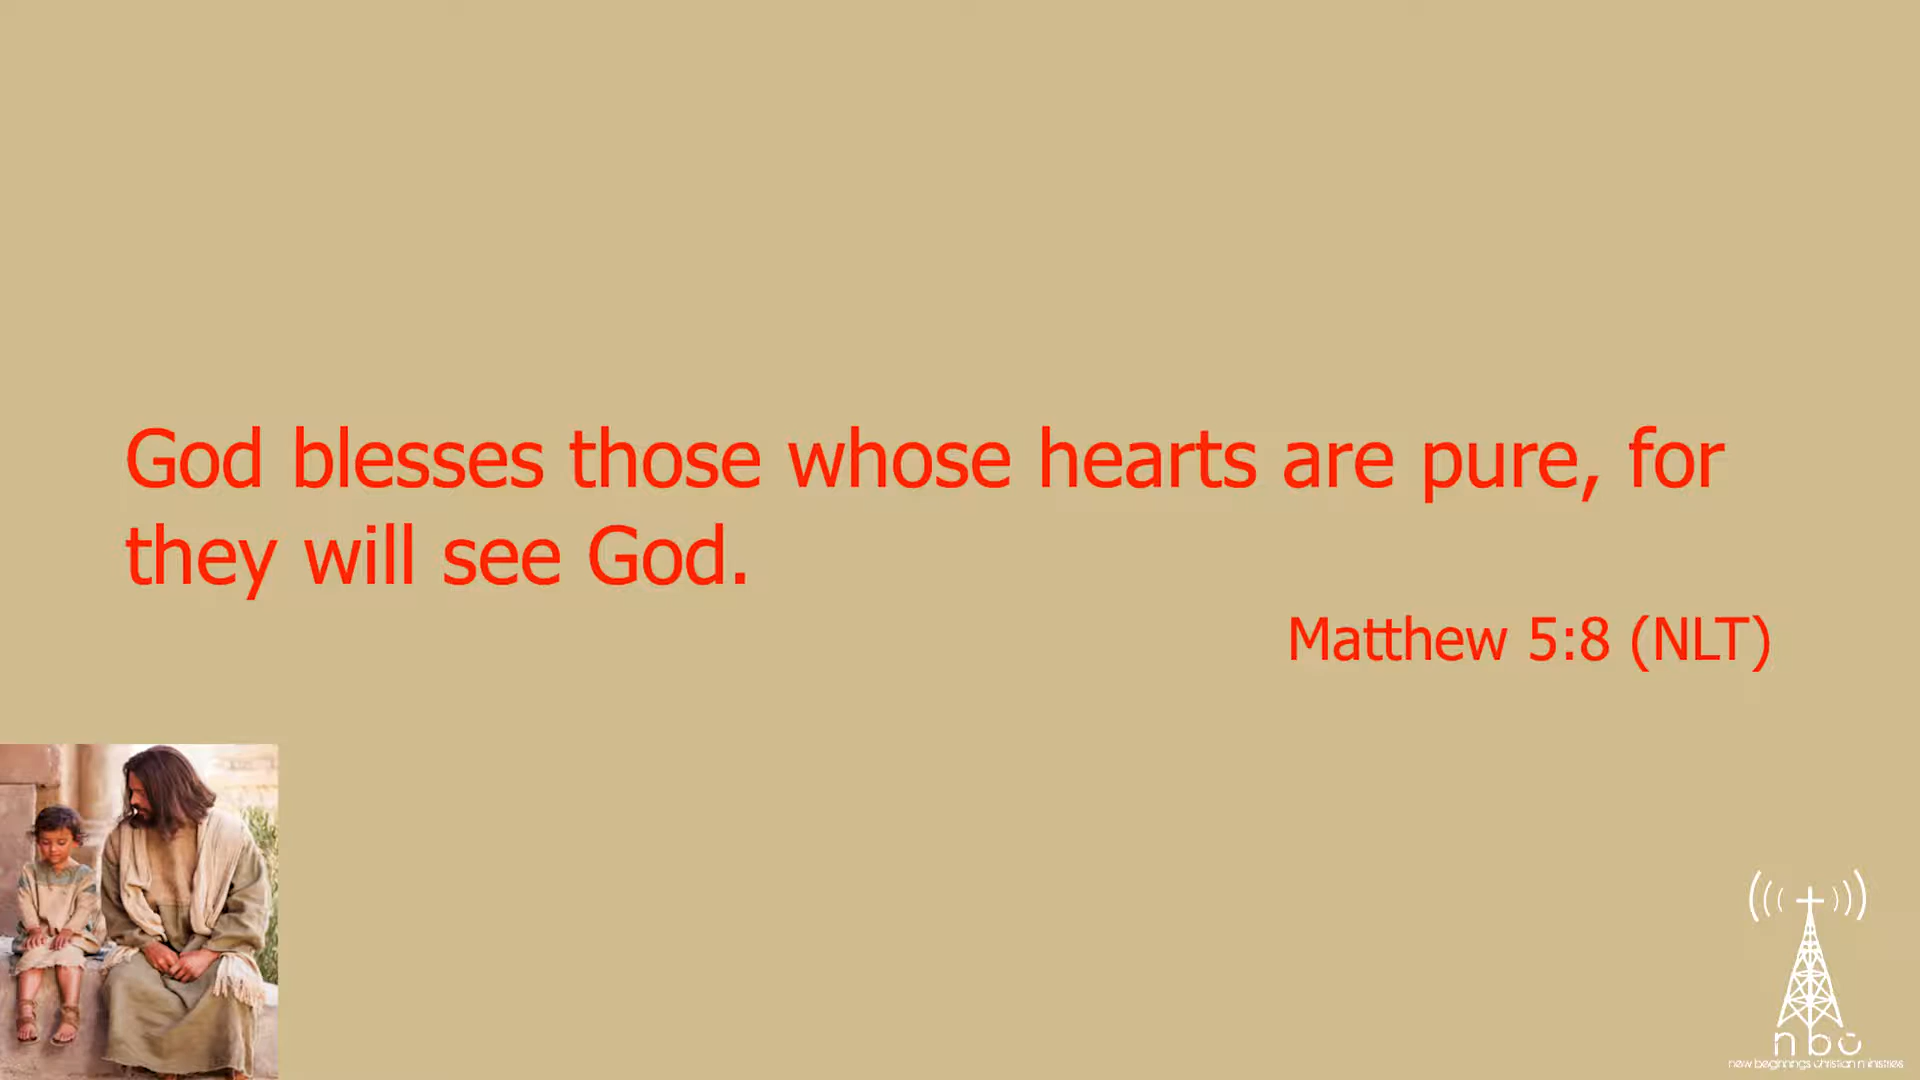 God blesses those whose hearts are pure, for
they will see God.
Matthew 5:8 (NLT)
nbc
new beginnings christian ministries